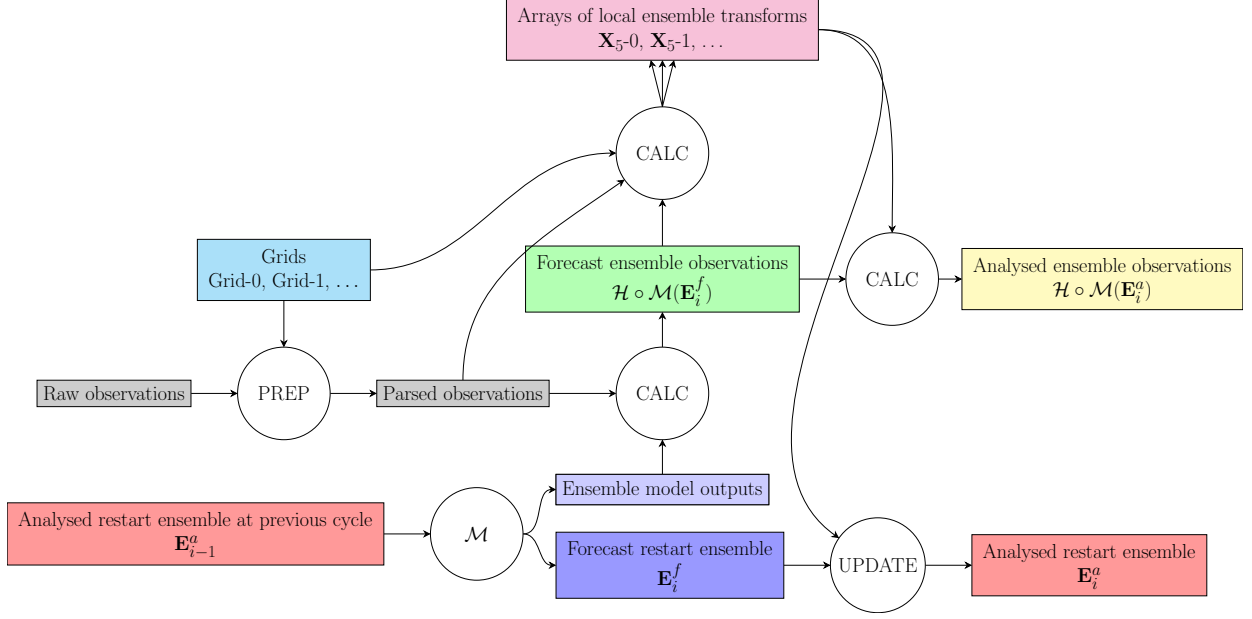 Arrays of local ensemble transforms
X₅-0, X₅-1, …
CALC
Grids
Grid-0, Grid-1, …
Forecast ensemble observations
ℋ ∘ ℳ(E_i^f)
CALC
Analysed ensemble observations
ℋ ∘ ℳ(E_i^a)
Raw observations
PREP
Parsed observations
CALC
Ensemble model outputs
Analysed restart ensemble at previous cycle
E_{i−1}^a
ℳ
Forecast restart ensemble
E_i^f
UPDATE
Analysed restart ensemble
E_i^a